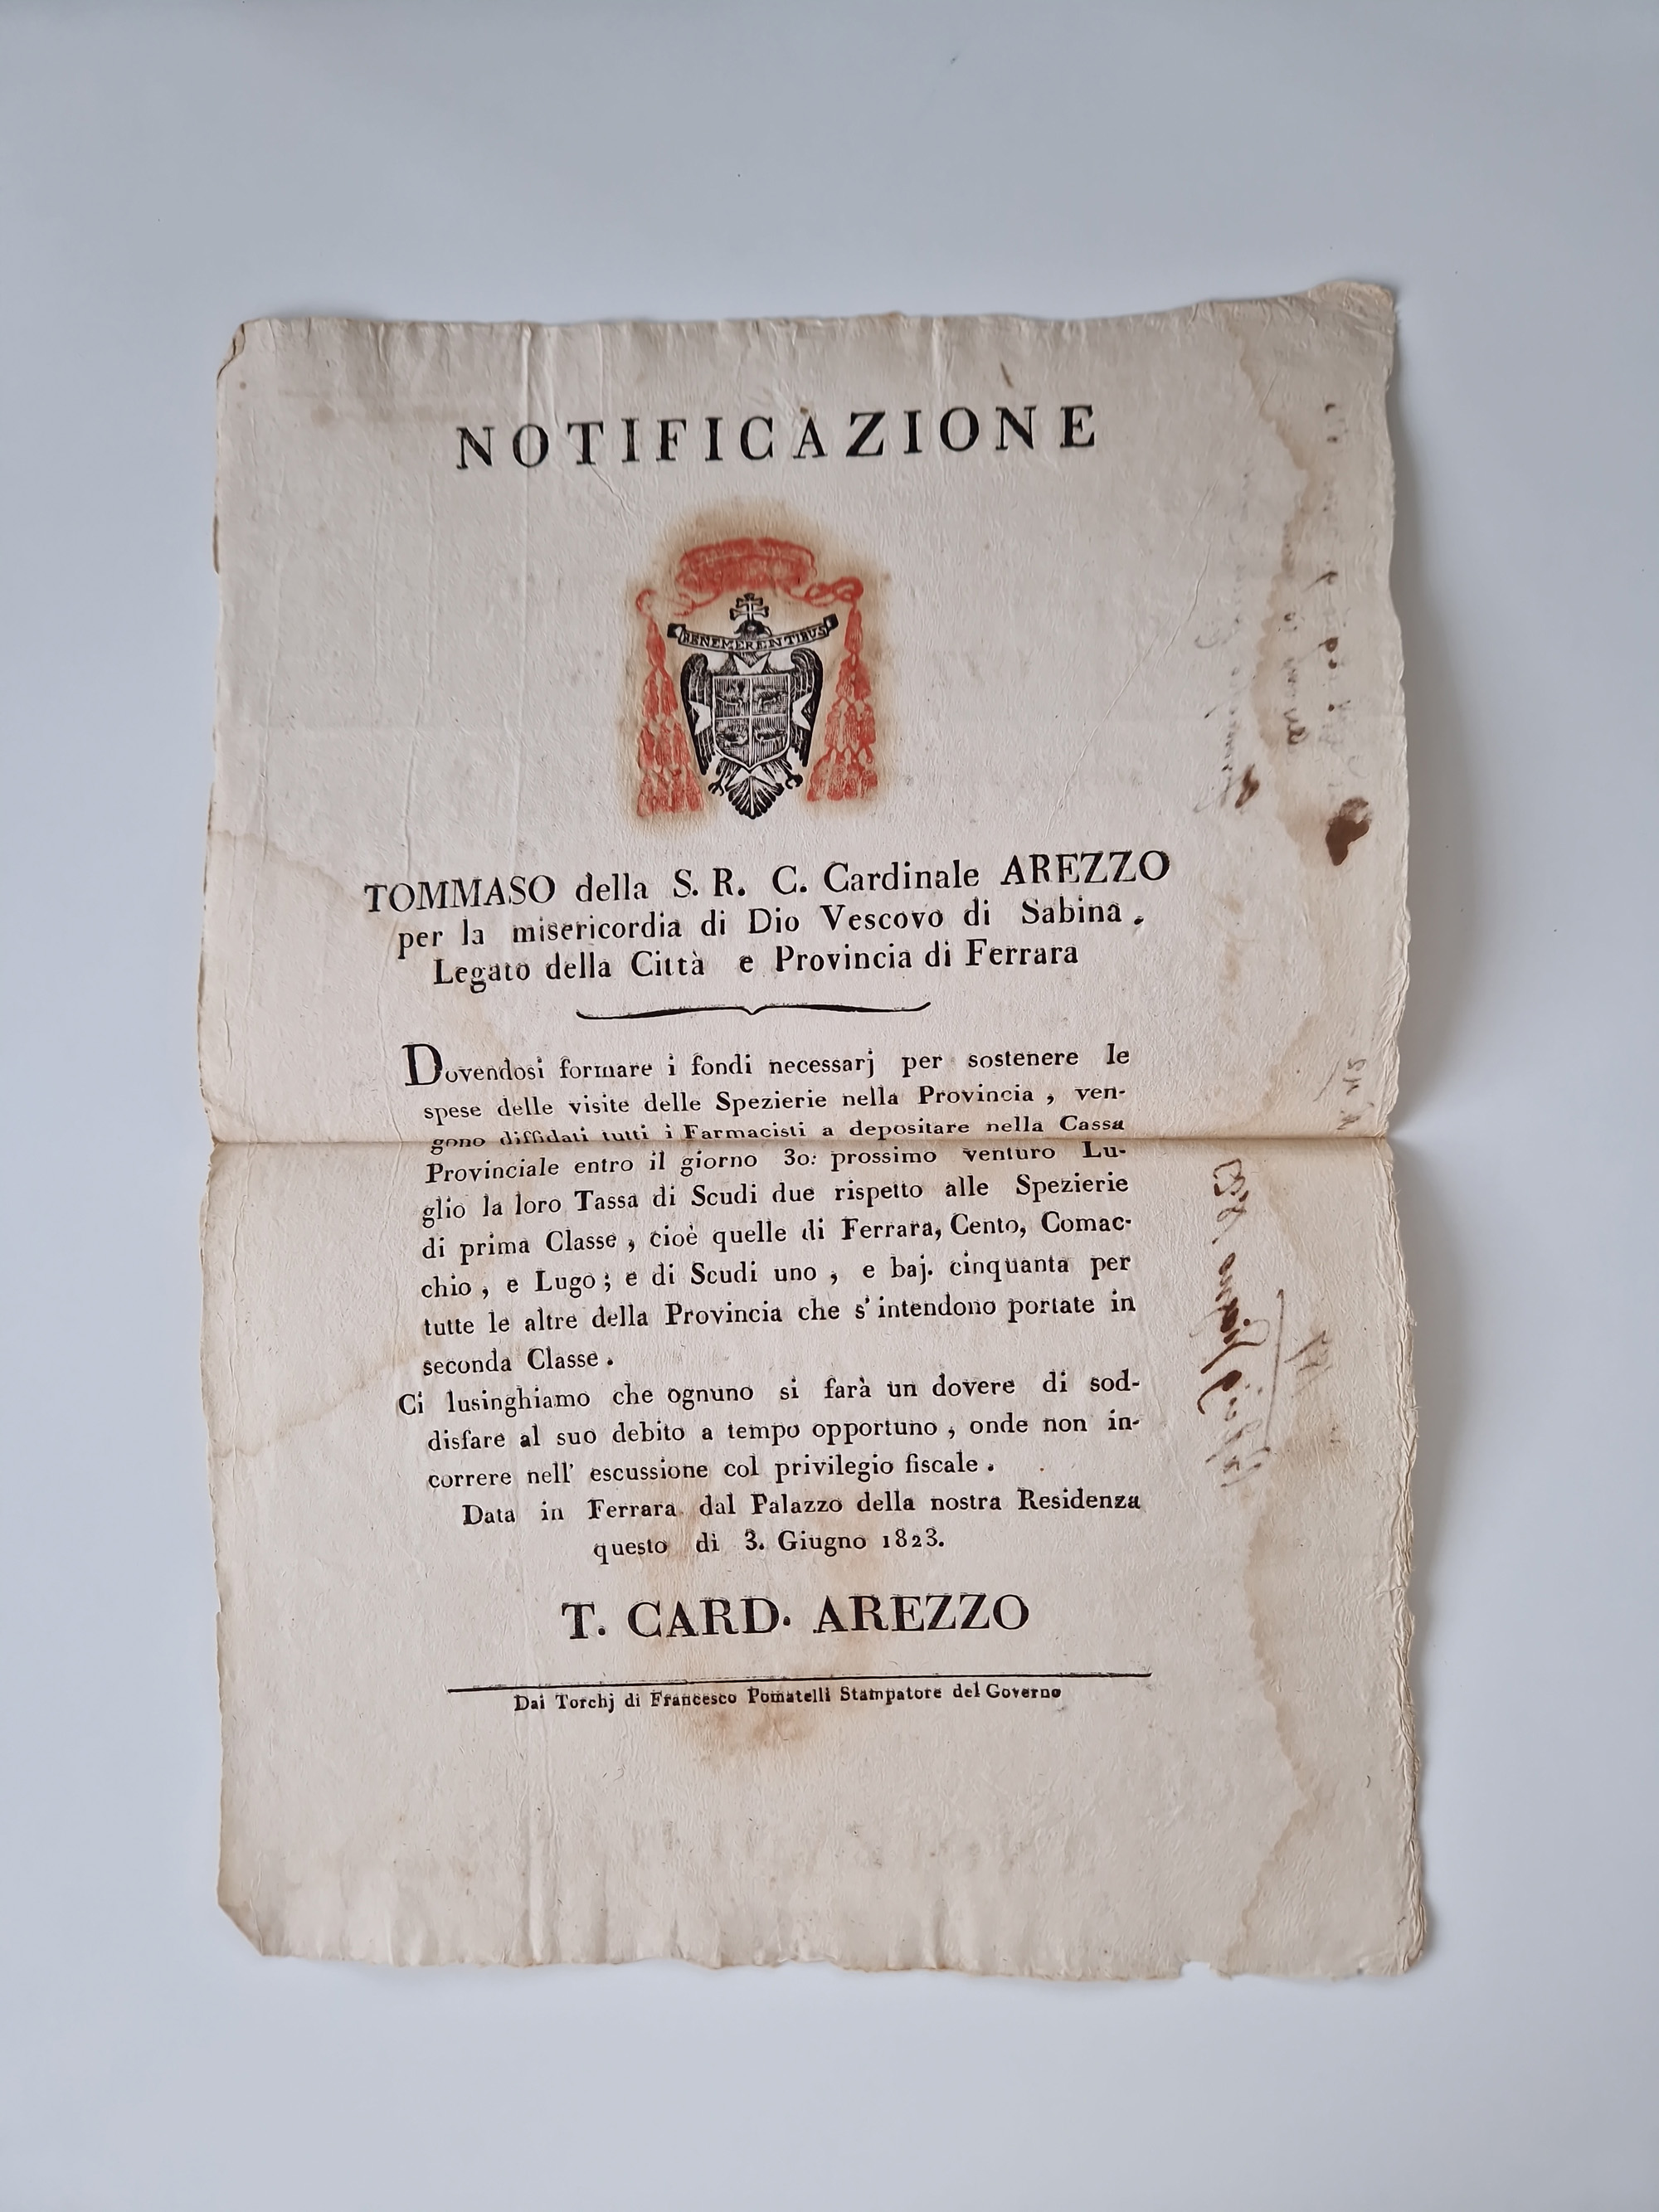 NOTIFICAZIONE
BENEMERENTIBUS
TOMMASO della S. R. C. Cardinale AREZZO
per la misericordia di Dio Vescovo di Sabina.
Legato della Città e Provincia di Ferrara
Dovendosi formare i fondi necessarj per sostenere le
spese delle visite delle Spezierie nella Provincia, ven-
gono diffidati tutti i Farmacisti a depositare nella Cassa
Provinciale entro il giorno 30: prossimo venturo Lu-
glio la loro Tassa di Scudi due rispetto alle Spezierie
di prima Classe, cioè quelle di Ferrara, Cento, Comac-
chio, e Lugo; e di Scudi uno, e baj. cinquanta per
tutte le altre della Provincia che s'intendono portate in
seconda Classe.
Ci lusinghiamo che ognuno si farà un dovere di sod-
disfare al suo debito a tempo opportuno, onde non in-
correre nell' escussione col privilegio fiscale.
Data in Ferrara dal Palazzo della nostra Residenza
questo dì 3. Giugno 1823.
T. CARD. AREZZO
Dai Torchj di Francesco Pomatelli Stampatore del Governo